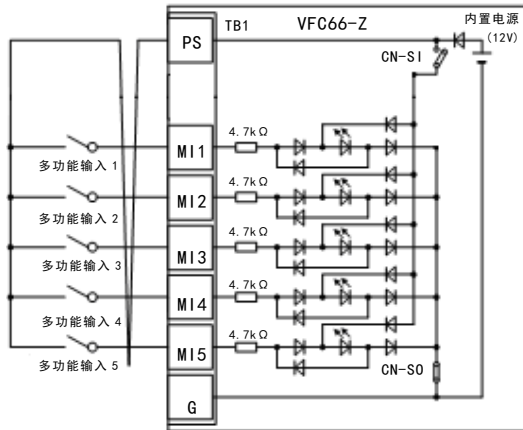 TB1 VFC66-Z 内置电源
(12V)
PS
CN-SI
4.7kΩ
MI1
多功能输入 1
4.7kΩ
MI2
多功能输入 2
4.7kΩ
MI3
多功能输入 3
4.7kΩ
MI4
多功能输入 4
4.7kΩ
MI5
多功能输入 5
CN-SO
G